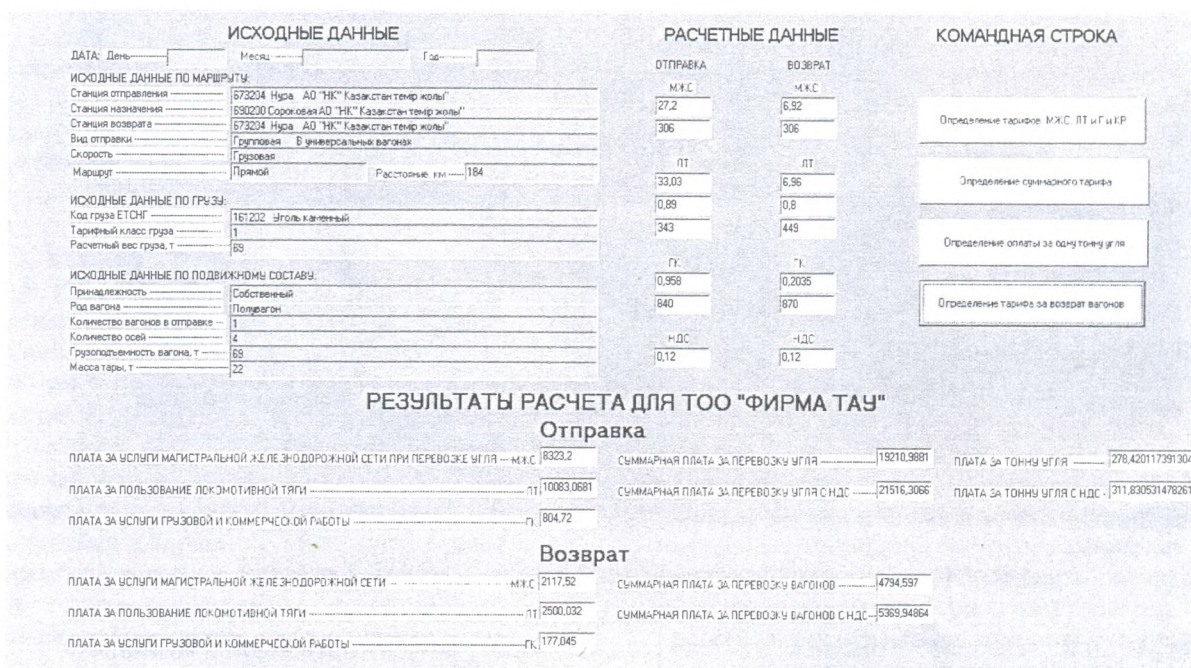 ИСХОДНЫЕ ДАННЫЕ
ДАТА: День
Месяц
Год
ИСХОДНЫЕ ДАННЫЕ ПО МАРШРУТУ:
Станция отправления 673204 Нура АО "НК" Казакстан темір жолы"
Станция назначения 690200 Сороковая АО "НК" Казакстан темір жолы"
Станция возврата 673204 Нура АО "НК" Казакстан темір жолы"
Вид отправки Групповая В универсальных вагонах
Скорость Грузовая
Маршрут Прямой Расстояние, км 184
ИСХОДНЫЕ ДАННЫЕ ПО ГРУЗУ:
Код груза ЕТСНГ 161202 Уголь каменный
Тарифный класс груза 1
Расчетный вес груза, т 69
ИСХОДНЫЕ ДАННЫЕ ПО ПОДВИЖНОМУ СОСТАВУ:
Принадлежность Собственный
Род вагона Полувагон
Количество вагонов в отправке 1
Количество осей 4
Грузоподъемность вагона, т 69
Масса тары, т 22
РАСЧЕТНЫЕ ДАННЫЕ
ОТПРАВКА ВОЗВРАТ
МЖС МЖС
27,2 6,92
306 306
ЛТ ЛТ
33,03 6,96
0,89 0,8
343 449
ГК ГК
0,958 0,2035
840 870
НДС НДС
0,12 0,12
КОМАНДНАЯ СТРОКА
Определение тарифов МЖС, ЛТ и Г и КР
Определение суммарного тарифа
Определение оплаты за одну тонну угля
Определение тарифа за возврат вагонов
РЕЗУЛЬТАТЫ РАСЧЕТА ДЛЯ ТОО "ФИРМА ТАУ"
Отправка
ПЛАТА ЗА УСЛУГИ МАГИСТРАЛЬНОЙ ЖЕЛЕЗНОДОРОЖНОЙ СЕТИ ПРИ ПЕРЕВОЗКЕ УГЛЯ МЖС 8323,2
СУММАРНАЯ ПЛАТА ЗА ПЕРЕВОЗКУ УГЛЯ 19210,9881
ПЛАТА ЗА ТОННУ УГЛЯ 278,420117391304
ПЛАТА ЗА ПОЛЬЗОВАНИЕ ЛОКОМОТИВНОЙ ТЯГИ ЛТ 10083,0681
СУММАРНАЯ ПЛАТА ЗА ПЕРЕВОЗКУ УГЛЯ С НДС 21516,3066
ПЛАТА ЗА ТОННУ УГЛЯ С НДС 311,830531478261
ПЛАТА ЗА УСЛУГИ ГРУЗОВОЙ И КОММЕРЧЕСКОЙ РАБОТЫ ГК 804,72
Возврат
ПЛАТА ЗА УСЛУГИ МАГИСТРАЛЬНОЙ ЖЕЛЕЗНОДОРОЖНОЙ СЕТИ МЖС 2117,52
СУММАРНАЯ ПЛАТА ЗА ПЕРЕВОЗКУ ВАГОНОВ 4794,597
ПЛАТА ЗА ПОЛЬЗОВАНИЕ ЛОКОМОТИВНОЙ ТЯГИ ЛТ 2500,032
СУММАРНАЯ ПЛАТА ЗА ПЕРЕВОЗКУ ВАГОНОВ С НДС 5369,94864
ПЛАТА ЗА УСЛУГИ ГРУЗОВОЙ И КОММЕРЧЕСКОЙ РАБОТЫ ГК 177,045